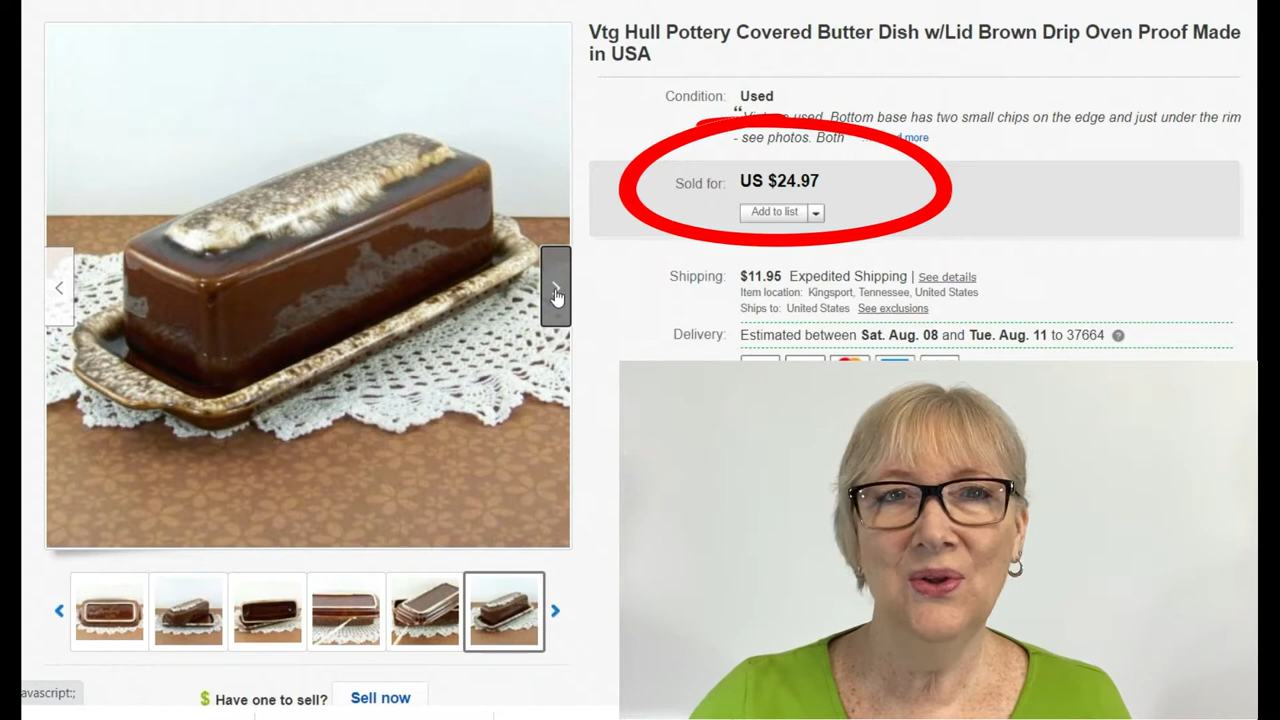 Vtg Hull Pottery Covered Butter Dish w/Lid Brown Drip Oven Proof Made
in USA
Condition: Used
used. Bottom base has two small chips on the edge and just under the rim
- see photos. Both more
Sold for: US $24.97
Add to list
Shipping: $11.95 Expedited Shipping | See details
Item location: Kingsport, Tennessee, United States
Ships to: United States See exclusions
Delivery: Estimated between Sat. Aug. 08 and Tue. Aug. 11 to 37664 ?
avascript:;
$ Have one to sell? Sell now